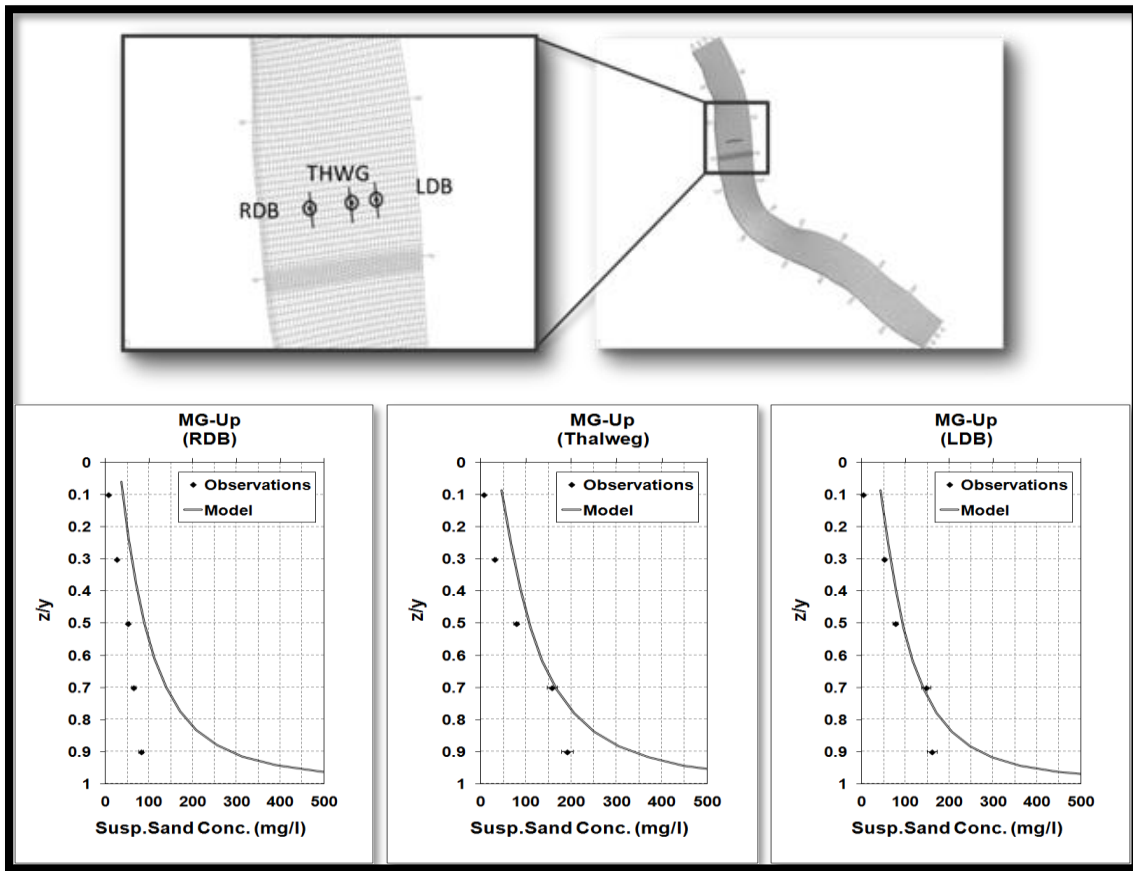 THWG
LDB
RDB
MG-Up
(RDB)
Observations
Model
0
0.1
0.2
0.3
0.4
0.5
0.6
0.7
0.8
0.9
1
z/y
0 100 200 300 400 500
Susp.Sand Conc. (mg/l)
MG-Up
(Thalweg)
Observations
Model
0
0.1
0.2
0.3
0.4
0.5
0.6
0.7
0.8
0.9
1
z/y
0 100 200 300 400 500
Susp.Sand Conc. (mg/l)
MG-Up
(LDB)
Observations
Model
0
0.1
0.2
0.3
0.4
0.5
0.6
0.7
0.8
0.9
1
z/y
0 100 200 300 400 500
Susp.Sand Conc. (mg/l)